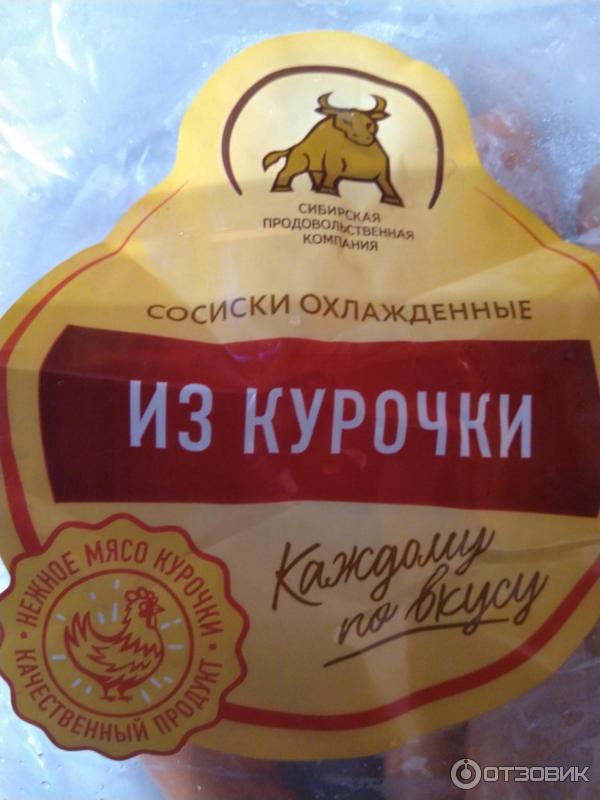 СИБИРСКАЯ
ПРОДОВОЛЬСТВЕННАЯ
КОМПАНИЯ
СОСИСКИ ОХЛАЖДЕННЫЕ
ИЗ КУРОЧКИ
Каждому
по вкусу
НЕЖНОЕ МЯСО КУРОЧКИ
КАЧЕСТВЕННЫЙ ПРОДУКТ
ОТЗОВИК